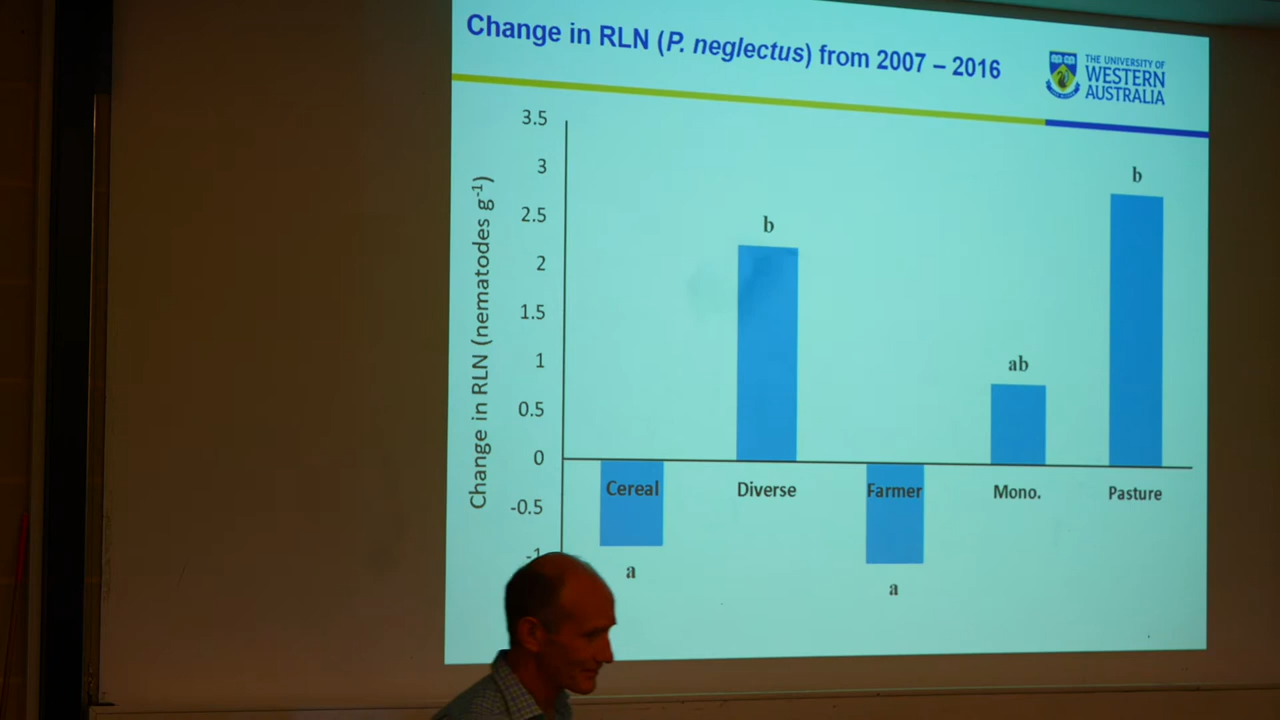 Change in RLN (P. neglectus) from 2007 – 2016
THE UNIVERSITY OF
WESTERN
AUSTRALIA
Change in RLN (nematodes g-1)
3.5
3
2.5
2
1.5
1
0.5
0
-0.5
-1
b
b
ab
Cereal
Diverse
Farmer
Mono.
Pasture
a
a